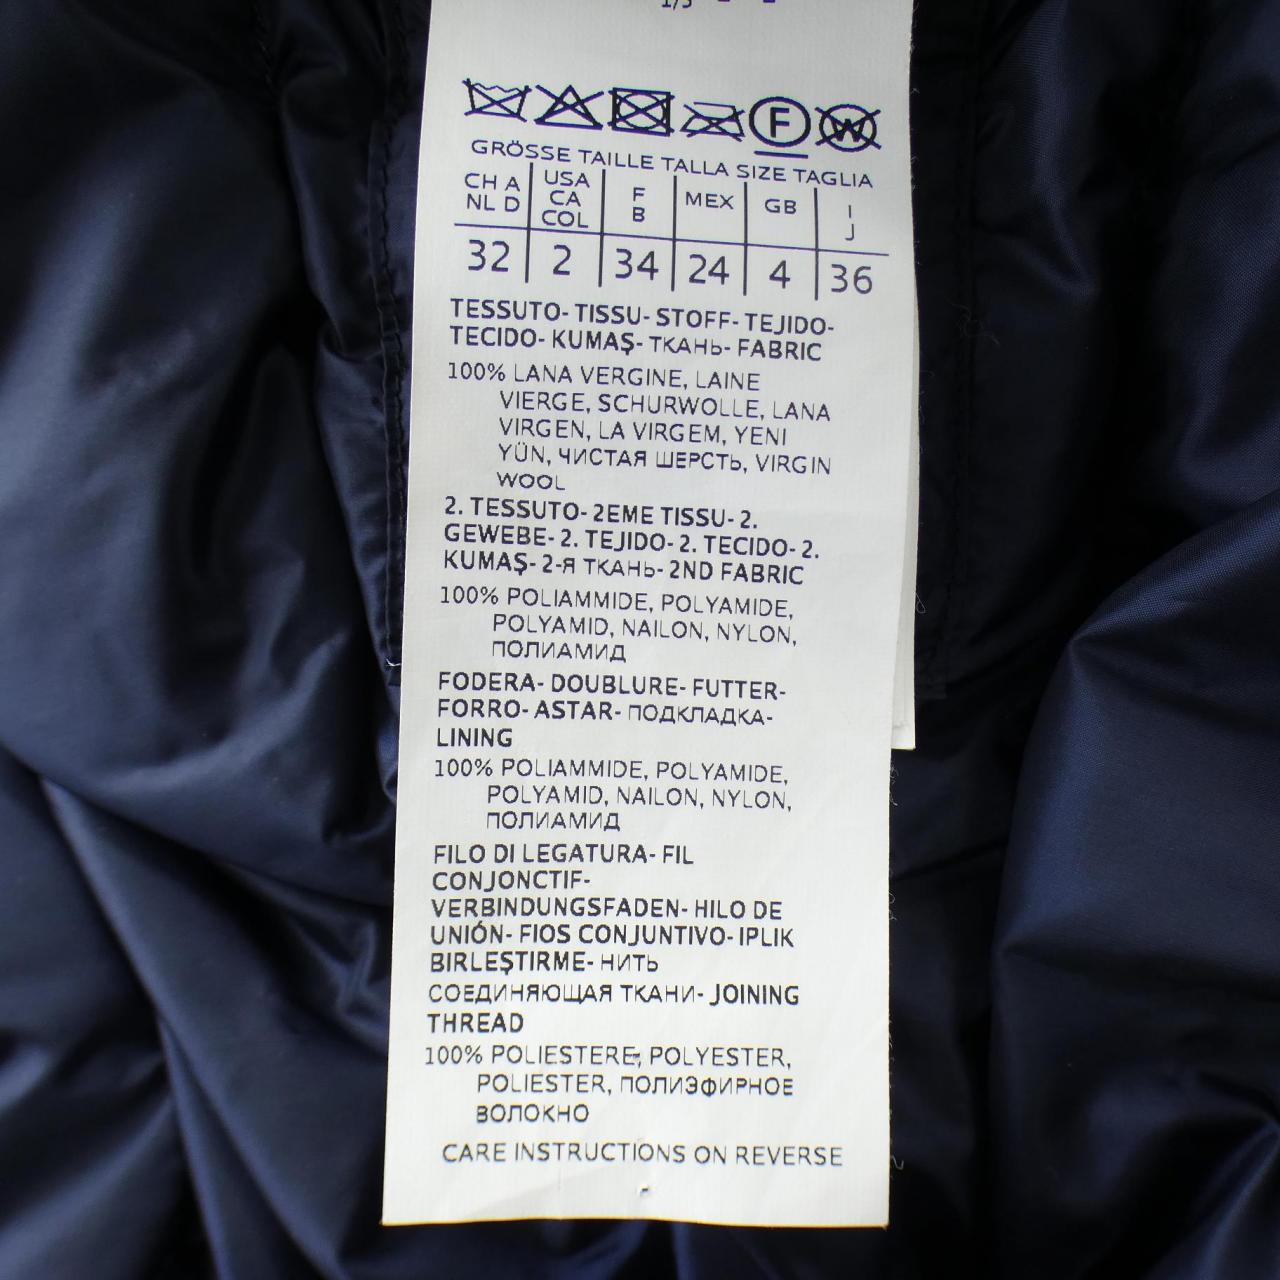 F W
GRÖSSE TAILLE TALLA SIZE TAGLIA
CH A NL D USA CA COL F B MEX GB I J
32 2 34 24 4 36
TESSUTO- TISSU- STOFF- TEJIDO-
TECIDO- KUMAŞ- ТКАНЬ- FABRIC
100% LANA VERGINE, LAINE
VIERGE, SCHURWOLLE, LANA
VIRGEN, LA VIRGEM, YENI
YÜN, ЧИСТАЯ ШЕРСТЬ, VIRGIN
WOOL
2. TESSUTO- 2EME TISSU- 2.
GEWEBE- 2. TEJIDO- 2. TECIDO- 2.
KUMAŞ- 2-Я ТКАНЬ- 2ND FABRIC
100% POLIAMMIDE, POLYAMIDE,
POLYAMID, NAILON, NYLON,
ПОЛИАМИД
FODERA- DOUBLURE- FUTTER-
FORRO- ASTAR- ПОДКЛАДКА-
LINING
100% POLIAMMIDE, POLYAMIDE,
POLYAMID, NAILON, NYLON,
ПОЛИАМИД
FILO DI LEGATURA- FIL
CONJONCTIF-
VERBINDUNGSFADEN- HILO DE
UNIÓN- FIOS CONJUNTIVO- IPLIK
BIRLEŞTIRME- НИТЬ
СОЕДИНЯЮЩАЯ ТКАНИ- JOINING
THREAD
100% POLIESTERE, POLYESTER,
POLIESTER, ПОЛИЭФИРНОЕ
ВОЛОКНО
CARE INSTRUCTIONS ON REVERSE